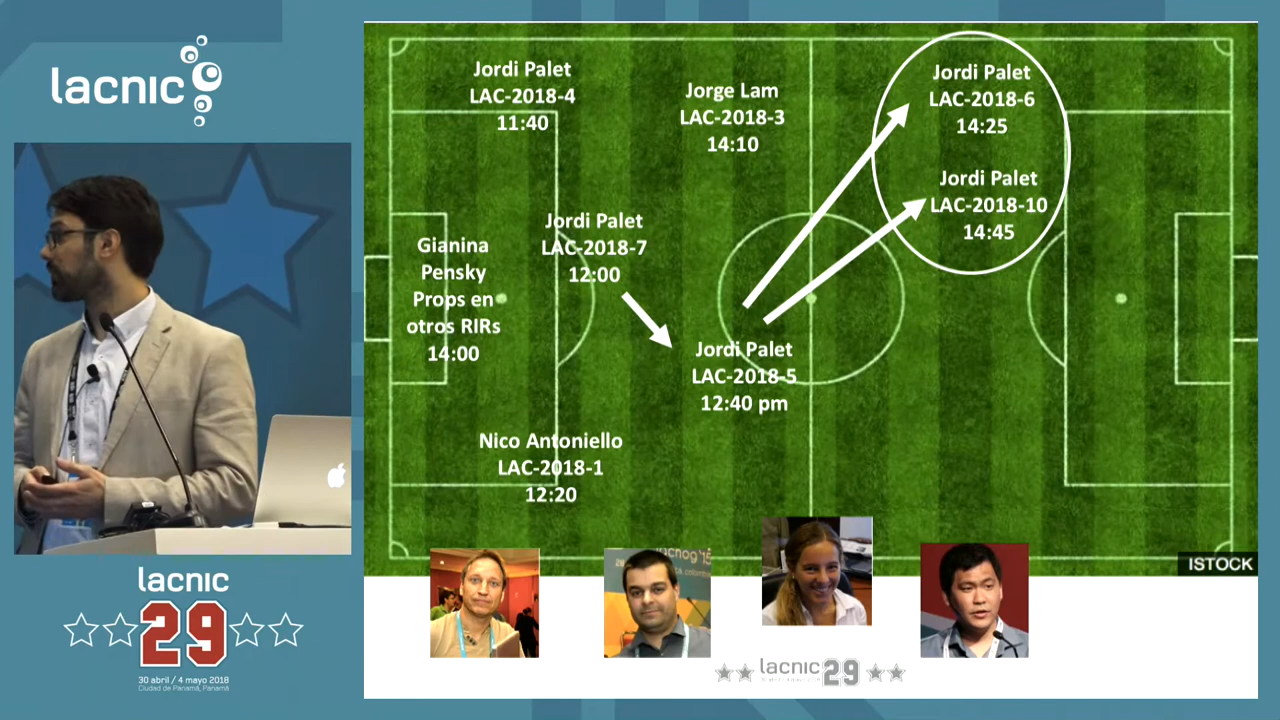 lacnic
Jordi Palet
LAC-2018-4
11:40
Jorge Lam
LAC-2018-3
14:10
Jordi Palet
LAC-2018-6
14:25
Jordi Palet
LAC-2018-10
14:45
Jordi Palet
LAC-2018-7
12:00
Gianina
Pensky
Props en
otros RIRs
14:00
Jordi Palet
LAC-2018-5
12:40 pm
Nico Antoniello
LAC-2018-1
12:20
ISTOCK
lacnic
29
30 abril / 4 mayo 2018
Ciudad de Panamá, Panamá
lacnic 29